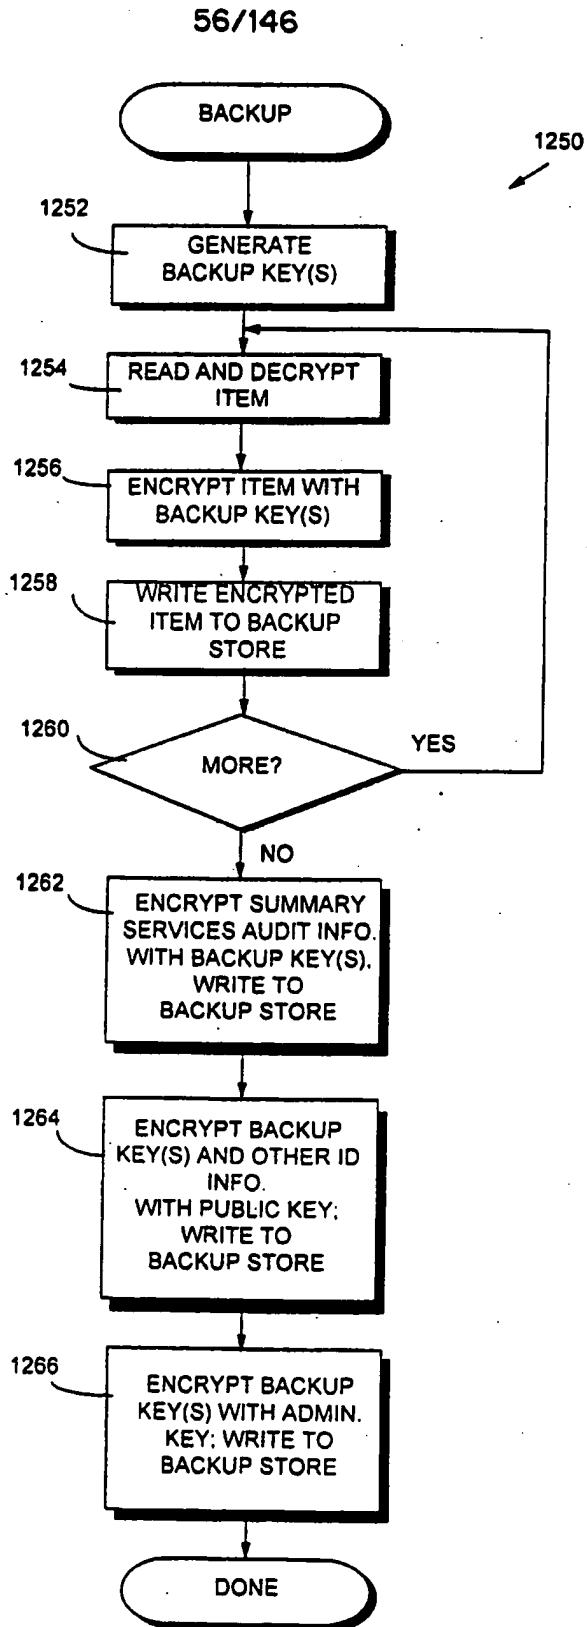 56/146
BACKUP
1250
1252
GENERATE
BACKUP KEY(S)
1254
READ AND DECRYPT
ITEM
1256
ENCRYPT ITEM WITH
BACKUP KEY(S)
1258
WRITE ENCRYPTED
ITEM TO BACKUP
STORE
1260
MORE?
YES
NO
1262
ENCRYPT SUMMARY
SERVICES AUDIT INFO.
WITH BACKUP KEY(S).
WRITE TO
BACKUP STORE
1264
ENCRYPT BACKUP
KEY(S) AND OTHER ID
INFO.
WITH PUBLIC KEY;
WRITE TO
BACKUP STORE
1266
ENCRYPT BACKUP
KEY(S) WITH ADMIN.
KEY; WRITE TO
BACKUP STORE
DONE